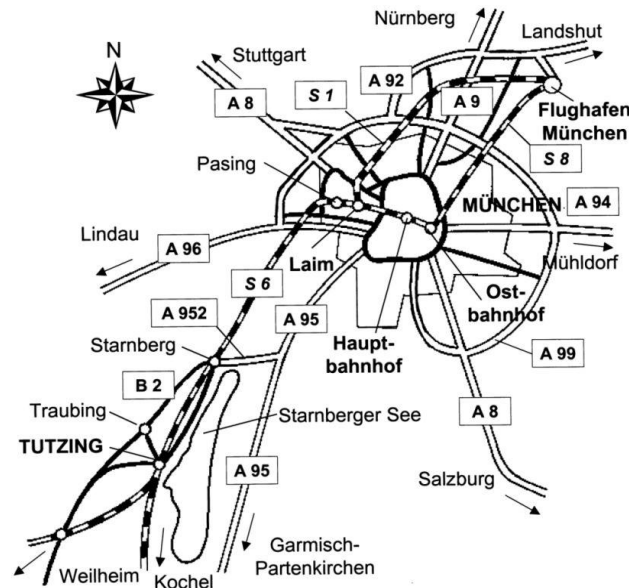 Nürnberg
Landshut
N
Stuttgart
A 92
S 1
A 8
A 9
Flughafen
München
S 8
Pasing
MÜNCHEN
A 94
Lindau
A 96
Laim
Mühldorf
S 6
Ost-
bahnhof
A 952
A 95
Haupt-
bahnhof
A 99
Starnberg
B 2
A 8
Traubing
Starnberger See
TUTZING
A 95
Salzburg
Garmisch-
Partenkirchen
Weilheim
Kochel